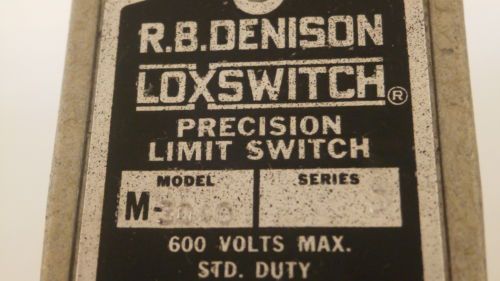 R.B.DENISON
LOXSWITCH®
PRECISION
LIMIT SWITCH
MODEL SERIES
M-
600 VOLTS MAX.
STD. DUTY